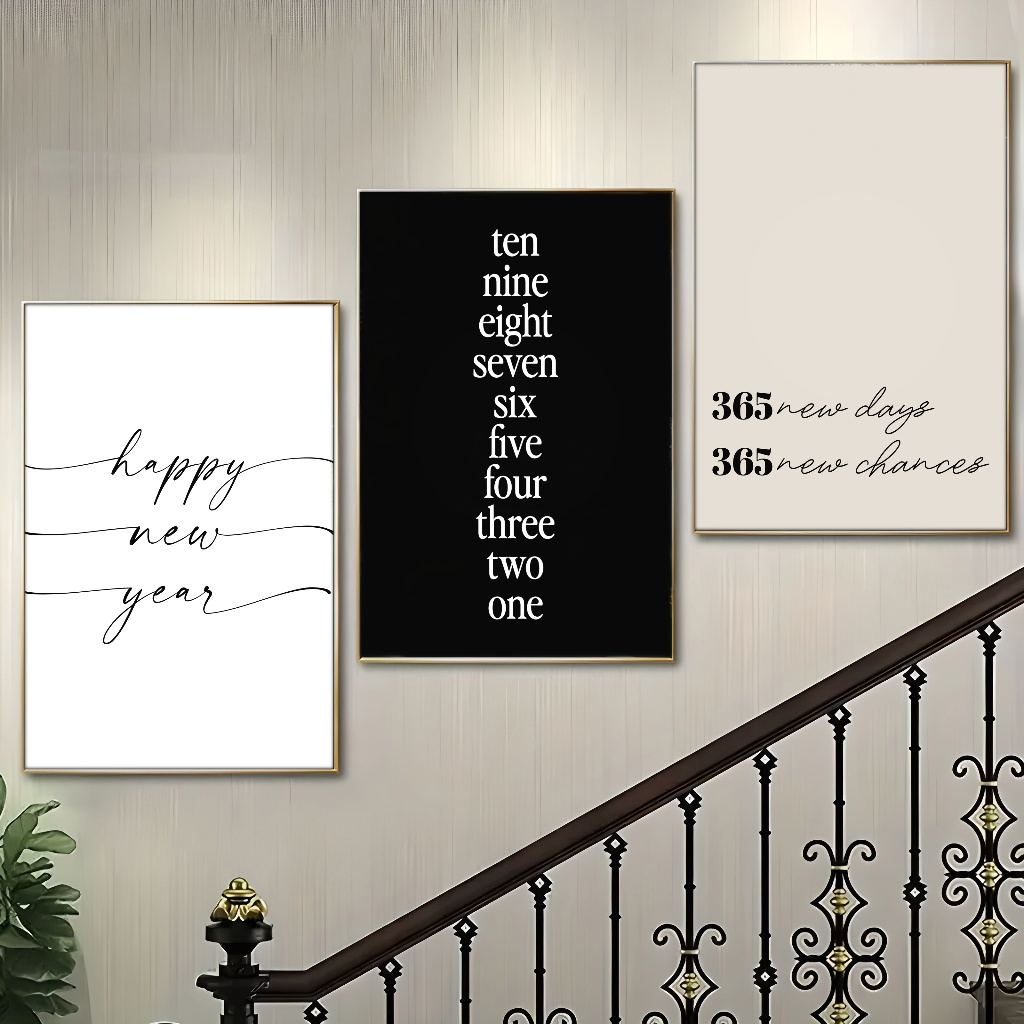 happy
new
year
ten
nine
eight
seven
six
five
four
three
two
one
365 new days
365 new chances